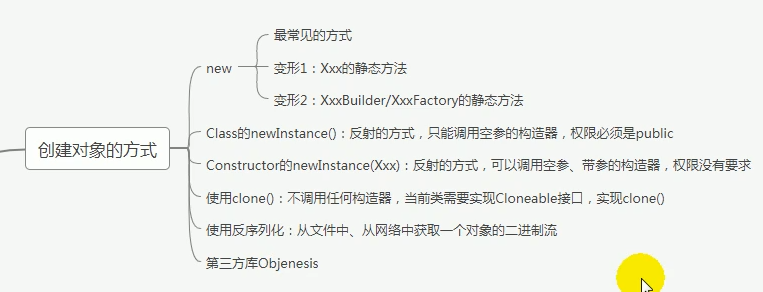 创建对象的方式
new
最常见的方式
变形1：Xxx的静态方法
变形2：XxxBuilder/XxxFactory的静态方法
Class的newInstance()：反射的方式，只能调用空参的构造器，权限必须是public
Constructor的newInstance(Xxx)：反射的方式，可以调用空参、带参的构造器，权限没有要求
使用clone()：不调用任何构造器，当前类需要实现Cloneable接口，实现clone()
使用反序列化：从文件中、从网络中获取一个对象的二进制流
第三方库Objenesis